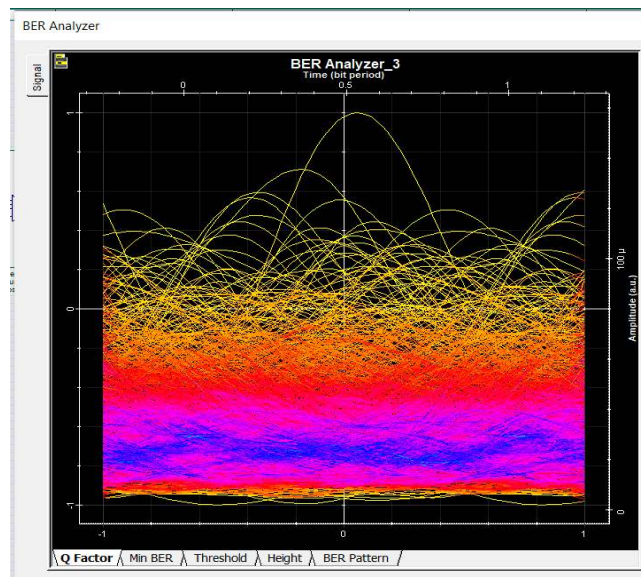 BER Analyzer
Signal
BER Analyzer_3
Time (bit period)
0 0.5 1
1
0
-1
100 µ
Amplitude (a.u.)
0
-1 0 1
Q Factor Min BER Threshold Height BER Pattern